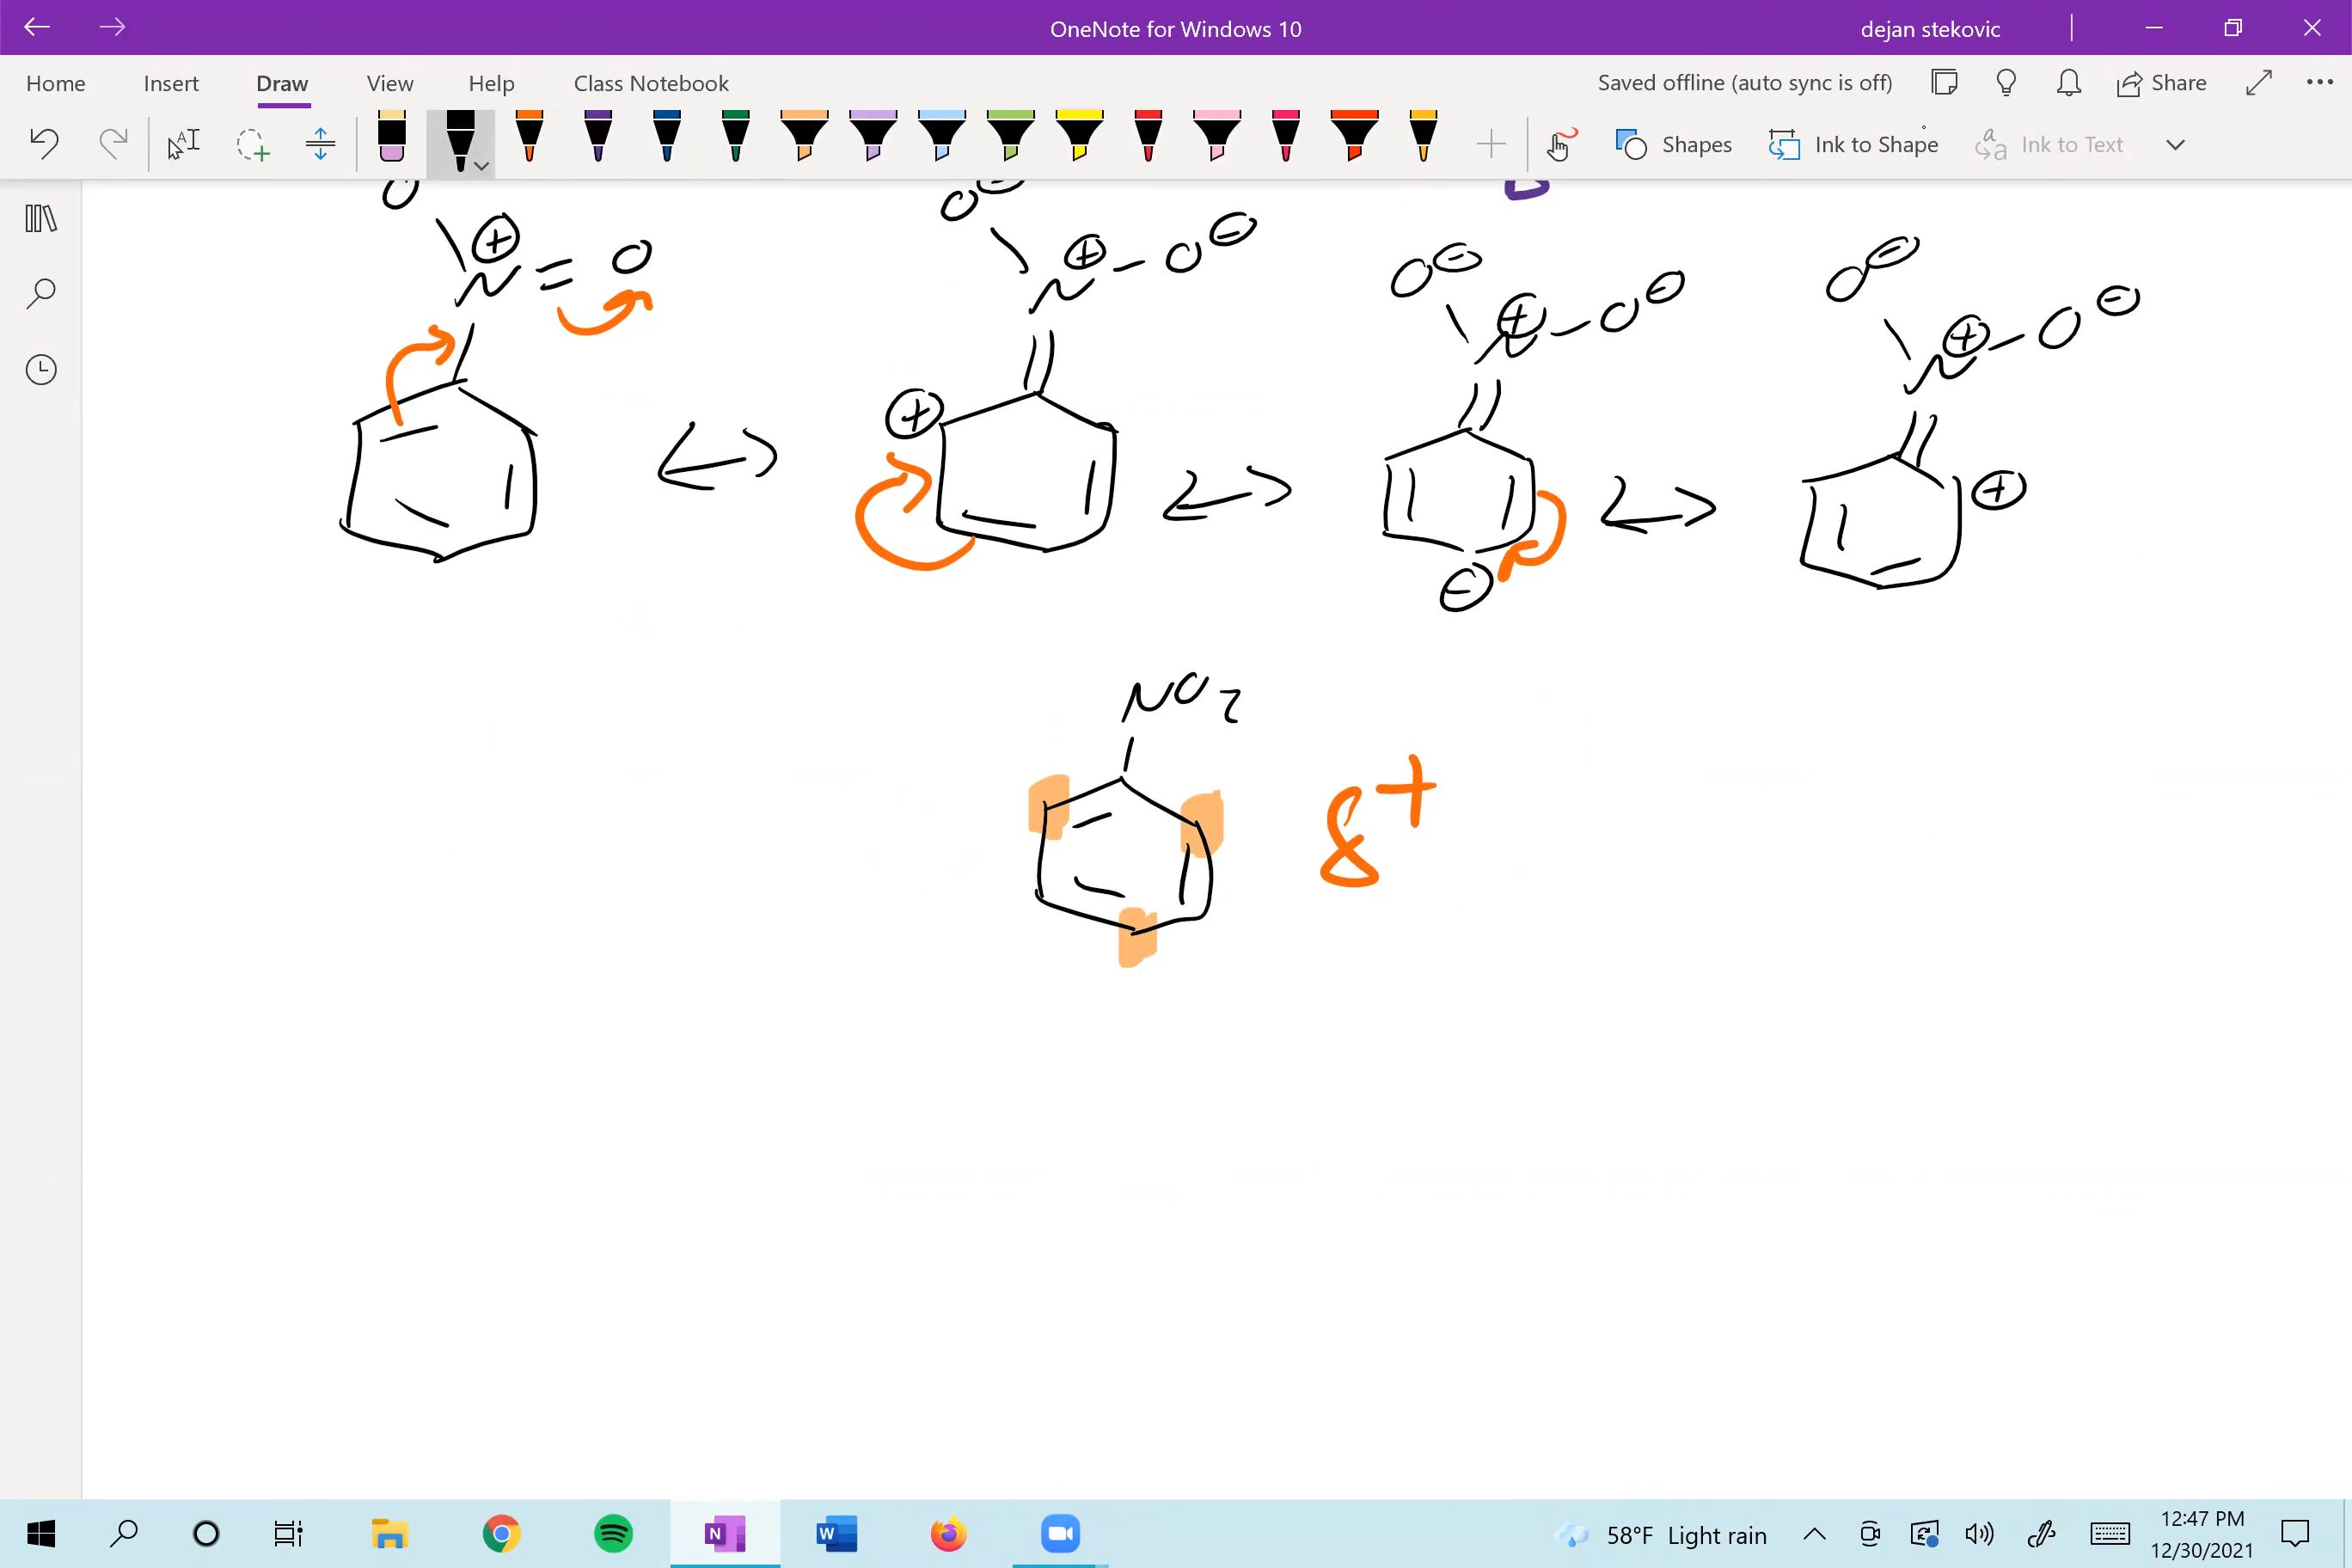 OneNote for Windows 10
dejan stekovic
Home Insert Draw View Help Class Notebook
Saved offline (auto sync is off)
Share
Shapes Ink to Shape Ink to Text
O O⊖
⊕ N = O
⊕ N - O⊖
O⊖ ⊕ N - O⊖
O⊖ ⊕ N - O⊖
⊕ <-> <-> <-> ⊕
⊖
NO2
δ+
58°F Light rain
12:47 PM
12/30/2021